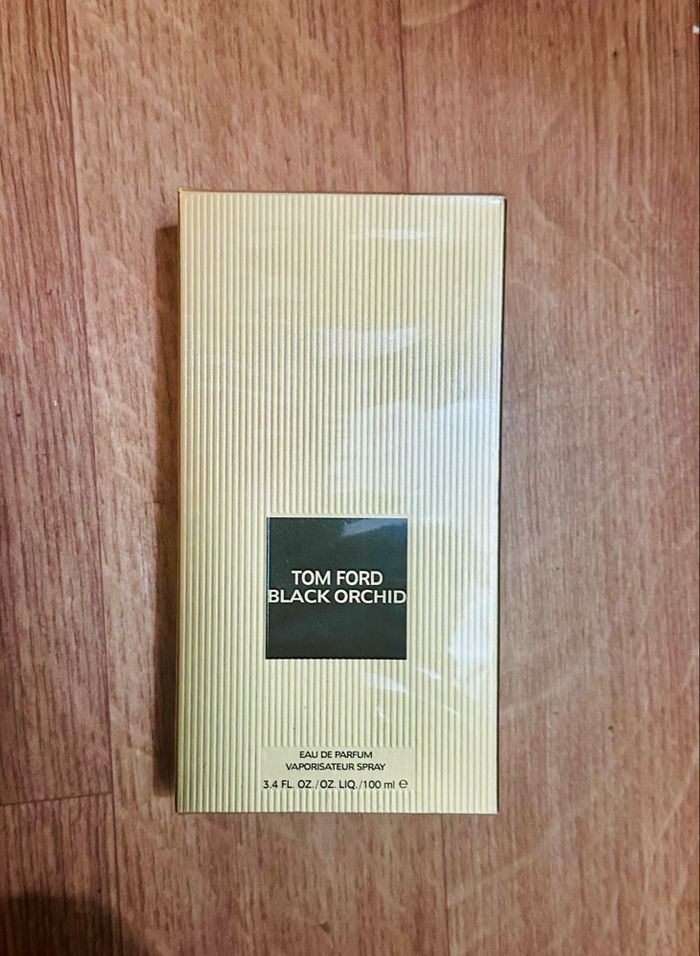 TOM FORD
BLACK ORCHID
EAU DE PARFUM
VAPORISATEUR SPRAY
3.4 FL. OZ./OZ. LIQ./100 ml ℮